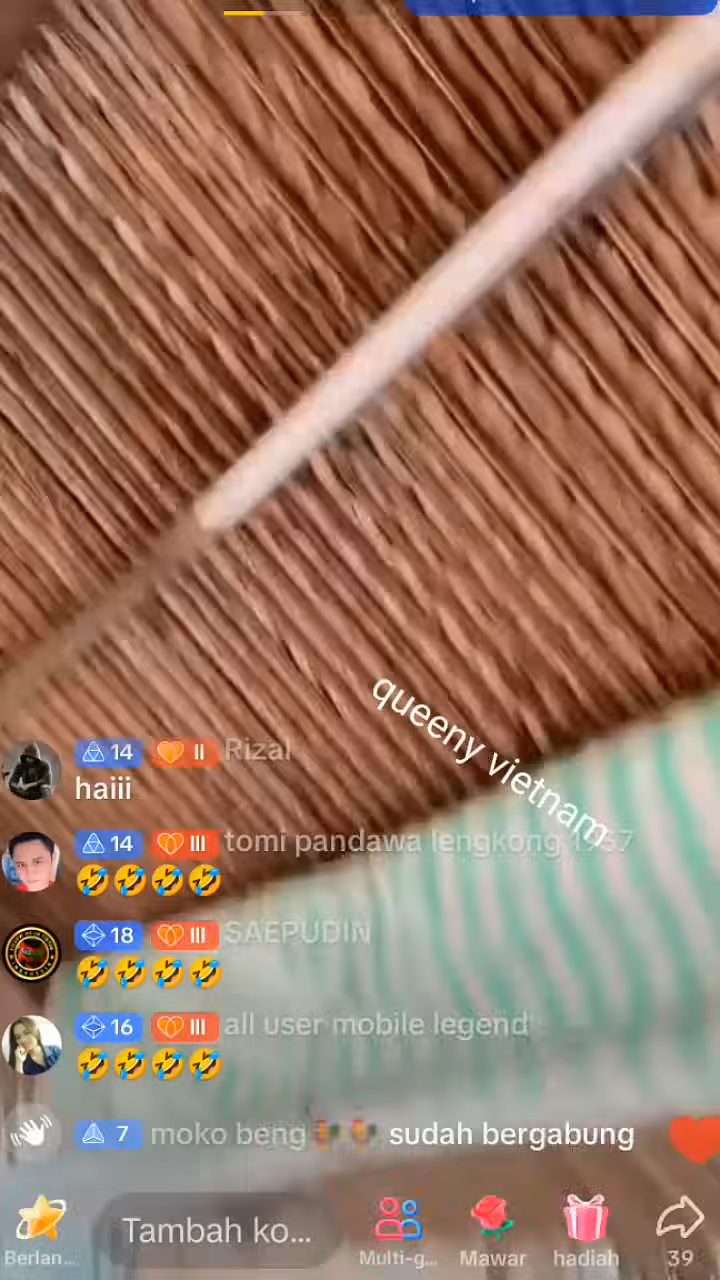 queeny vietnam
14 II Rizal
haiii
14 III tomi pandawa lengkong 1957
🤣🤣🤣🤣
18 III SAEPUDIN
🤣🤣🤣🤣
16 III all user mobile legend
🤣🤣🤣🤣
7 moko beng🐓🐓 sudah bergabung
Tambah ko...
Berlan... Multi-g... Mawar hadiah 39